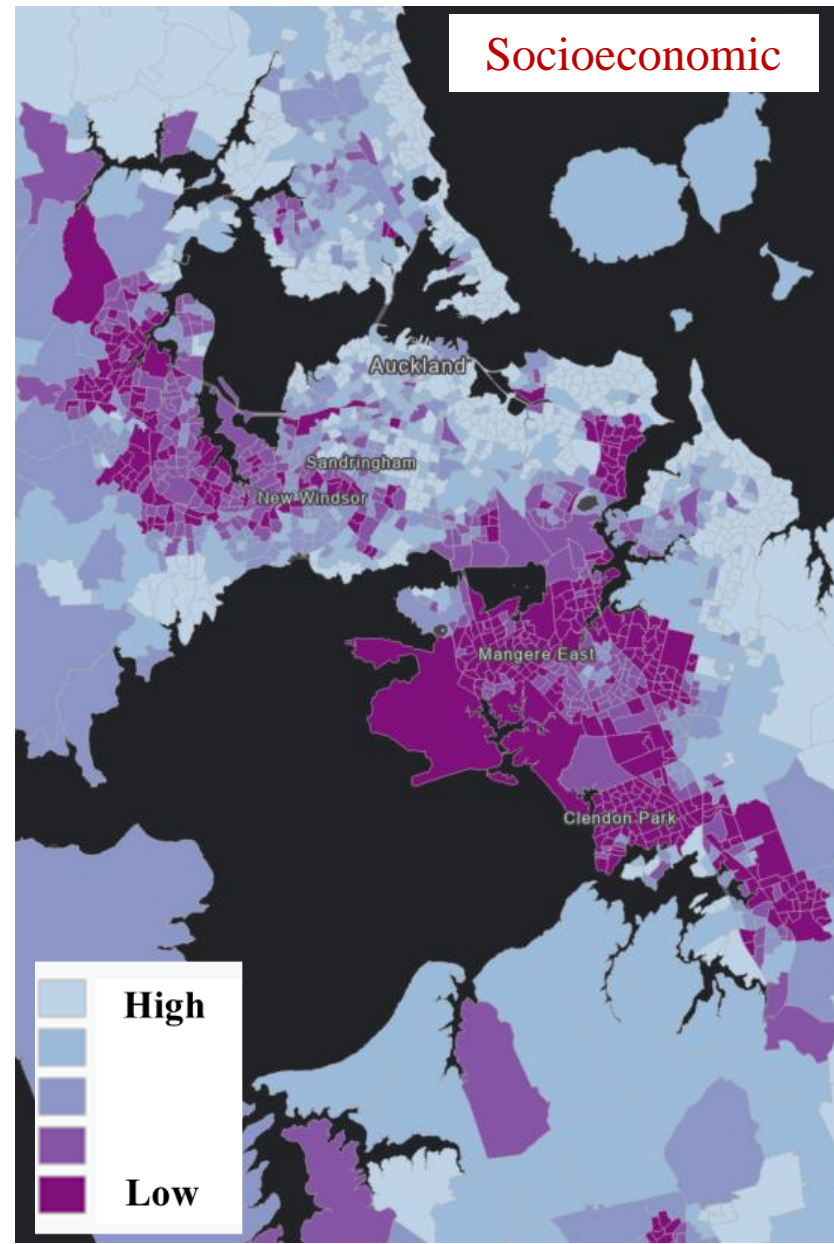 Socioeconomic
Auckland
Sandringham
New Windsor
Mangere East
Clendon Park
High
Low